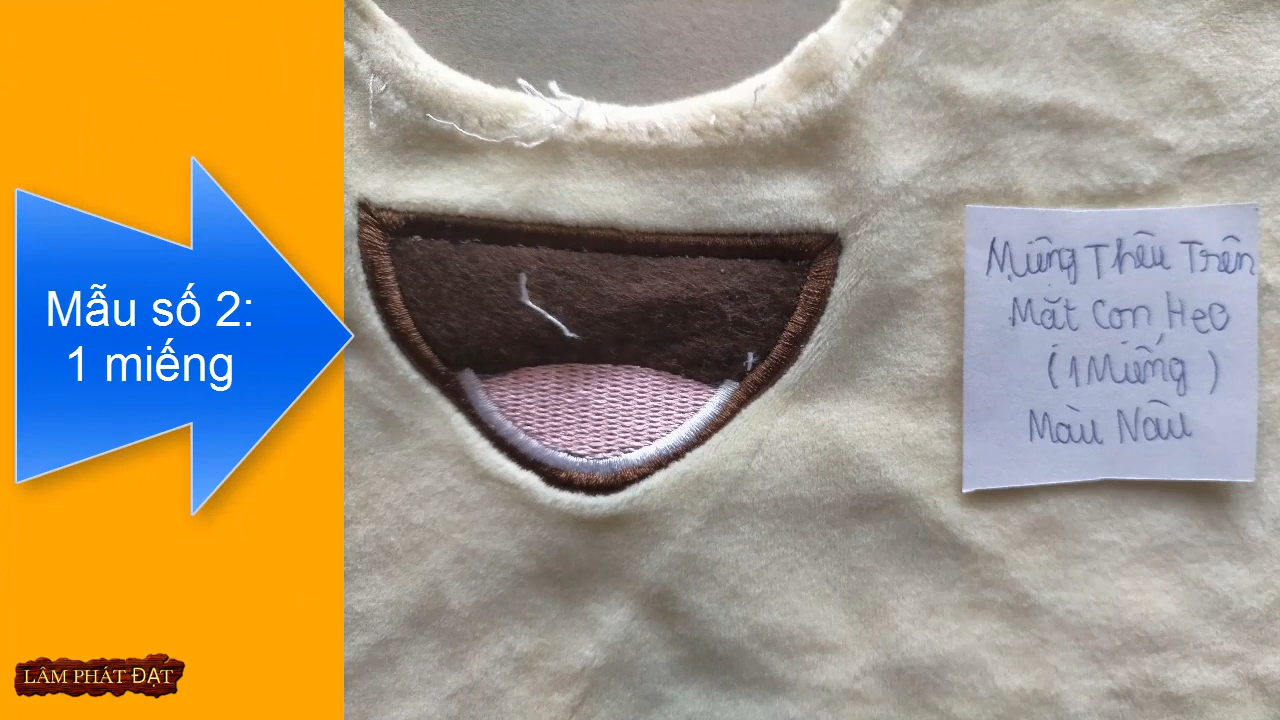 Mẫu số 2:
1 miếng
Miệng Thêu Trên
Mặt Con Heo
(1 Miếng)
Màu Nâu
LÂM PHÁT ĐẠT